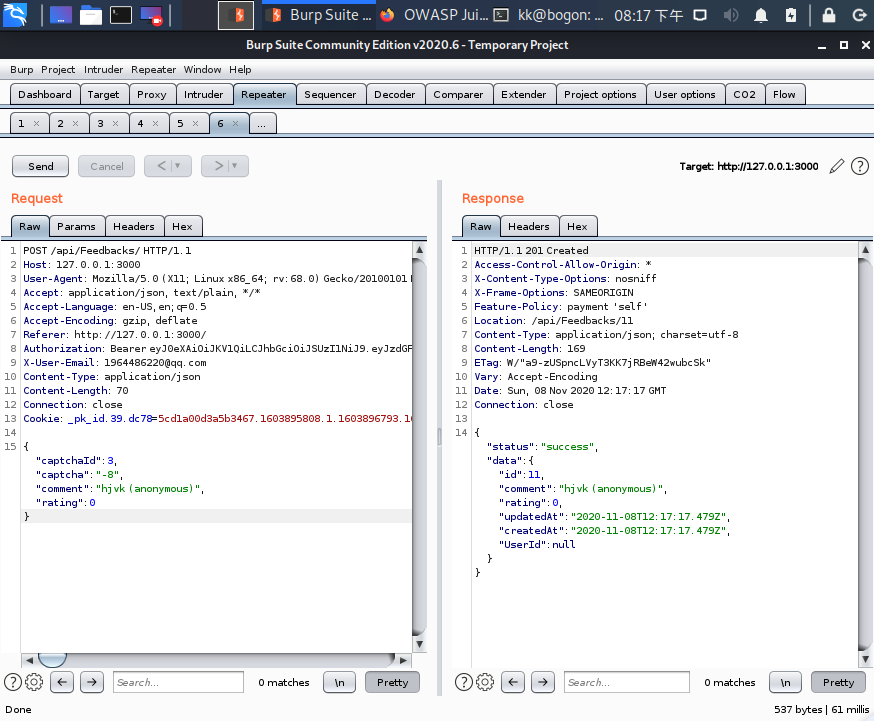 Burp Suite ... OWASP Jui... kk@bogon: ... 08:17 下午
Burp Suite Community Edition v2020.6 - Temporary Project
Burp Project Intruder Repeater Window Help
Dashboard Target Proxy Intruder Repeater Sequencer Decoder Comparer Extender Project options User options CO2 Flow
1 × 2 × 3 × 4 × 5 × 6 × ...
Send Cancel < > Target: http://127.0.0.1:3000 ?
Request
Raw Params Headers Hex
1 POST /api/Feedbacks/ HTTP/1.1
2 Host: 127.0.0.1:3000
3 User-Agent: Mozilla/5.0 (X11; Linux x86_64; rv:68.0) Gecko/20100101
4 Accept: application/json, text/plain, */*
5 Accept-Language: en-US,en;q=0.5
6 Accept-Encoding: gzip, deflate
7 Referer: http://127.0.0.1:3000/
8 Authorization: Bearer eyJ0eXAiOiJKV1QiLCJhbGciOiJSUzI1NiJ9.eyJzdGF
9 X-User-Email: 1964486220@qq.com
10 Content-Type: application/json
11 Content-Length: 70
12 Connection: close
13 Cookie: _pk_id.39.dc78=5cd1a00d3a5b3467.1603895808.1.1603896793.16
14
15 {
"captchaId":3,
"captcha":"-8",
"comment":"hjvk (anonymous)",
"rating":0
}
? Search... 0 matches \n Pretty
Response
Raw Headers Hex
1 HTTP/1.1 201 Created
2 Access-Control-Allow-Origin: *
3 X-Content-Type-Options: nosniff
4 X-Frame-Options: SAMEORIGIN
5 Feature-Policy: payment 'self'
6 Location: /api/Feedbacks/11
7 Content-Type: application/json; charset=utf-8
8 Content-Length: 169
9 ETag: W/"a9-zUSpncLVyT3KK7jRBeW42wubcSk"
10 Vary: Accept-Encoding
11 Date: Sun, 08 Nov 2020 12:17:17 GMT
12 Connection: close
13
14 {
"status":"success",
"data":{
"id":11,
"comment":"hjvk (anonymous)",
"rating":0,
"updatedAt":"2020-11-08T12:17:17.479Z",
"createdAt":"2020-11-08T12:17:17.479Z",
"UserId":null
}
}
? Search... 0 matches \n Pretty
Done 537 bytes | 61 millis